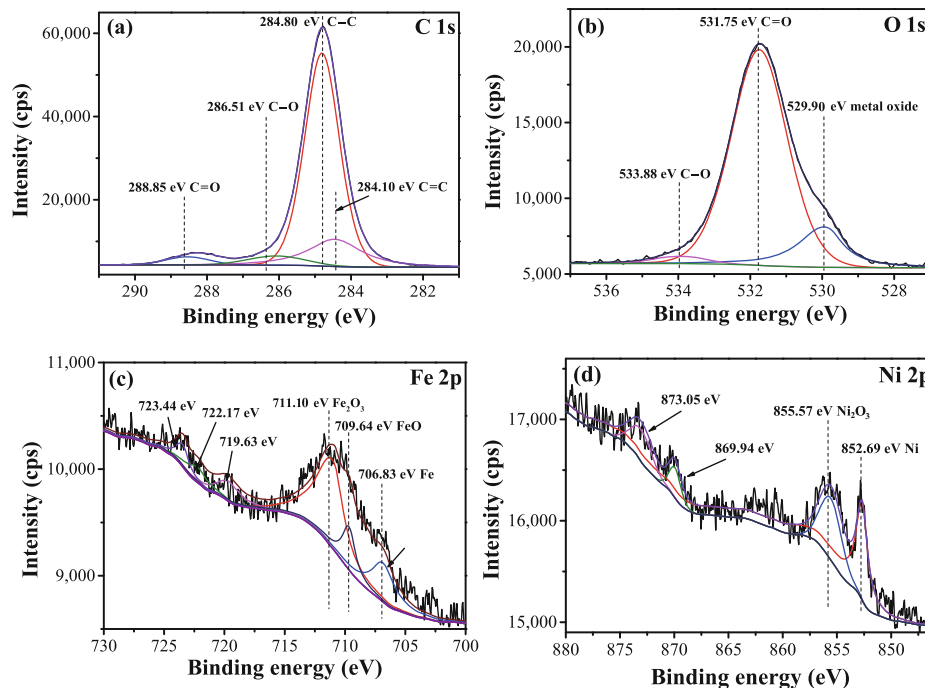 (a)
284.80 eV C−C
C 1s
286.51 eV C−O
288.85 eV C=O
284.10 eV C=C
60,000
40,000
20,000
Intensity (cps)
290 288 286 284 282
Binding energy (eV)
(b)
531.75 eV C=O
O 1s
529.90 eV metal oxide
533.88 eV C−O
20,000
15,000
10,000
5,000
Intensity (cps)
536 534 532 530 528
Binding energy (eV)
(c)
Fe 2p
723.44 eV
722.17 eV
719.63 eV
711.10 eV Fe₂O₃
709.64 eV FeO
706.83 eV Fe
11,000
10,000
9,000
Intensity (cps)
730 725 720 715 710 705 700
Binding energy (eV)
(d)
Ni 2p
873.05 eV
869.94 eV
855.57 eV Ni₂O₃
852.69 eV Ni
17,000
16,000
15,000
Intensity (cps)
880 875 870 865 860 855 850
Binding energy (eV)